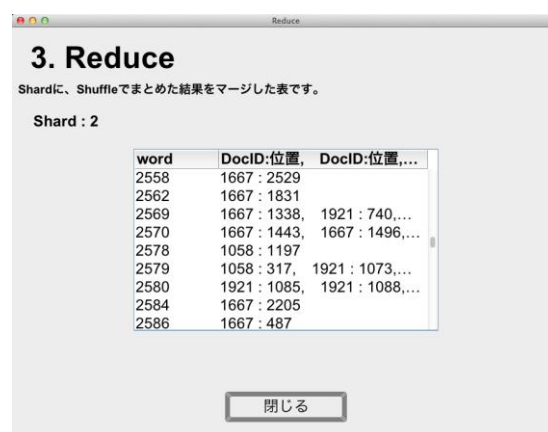 Reduce
3. Reduce
Shardに、Shuffleでまとめた結果をマージした表です。
Shard : 2
word DocID:位置, DocID:位置,...
2558 1667 : 2529
2562 1667 : 1831
2569 1667 : 1338, 1921 : 740,...
2570 1667 : 1443, 1667 : 1496,...
2578 1058 : 1197
2579 1058 : 317, 1921 : 1073,...
2580 1921 : 1085, 1921 : 1088,...
2584 1667 : 2205
2586 1667 : 487
閉じる